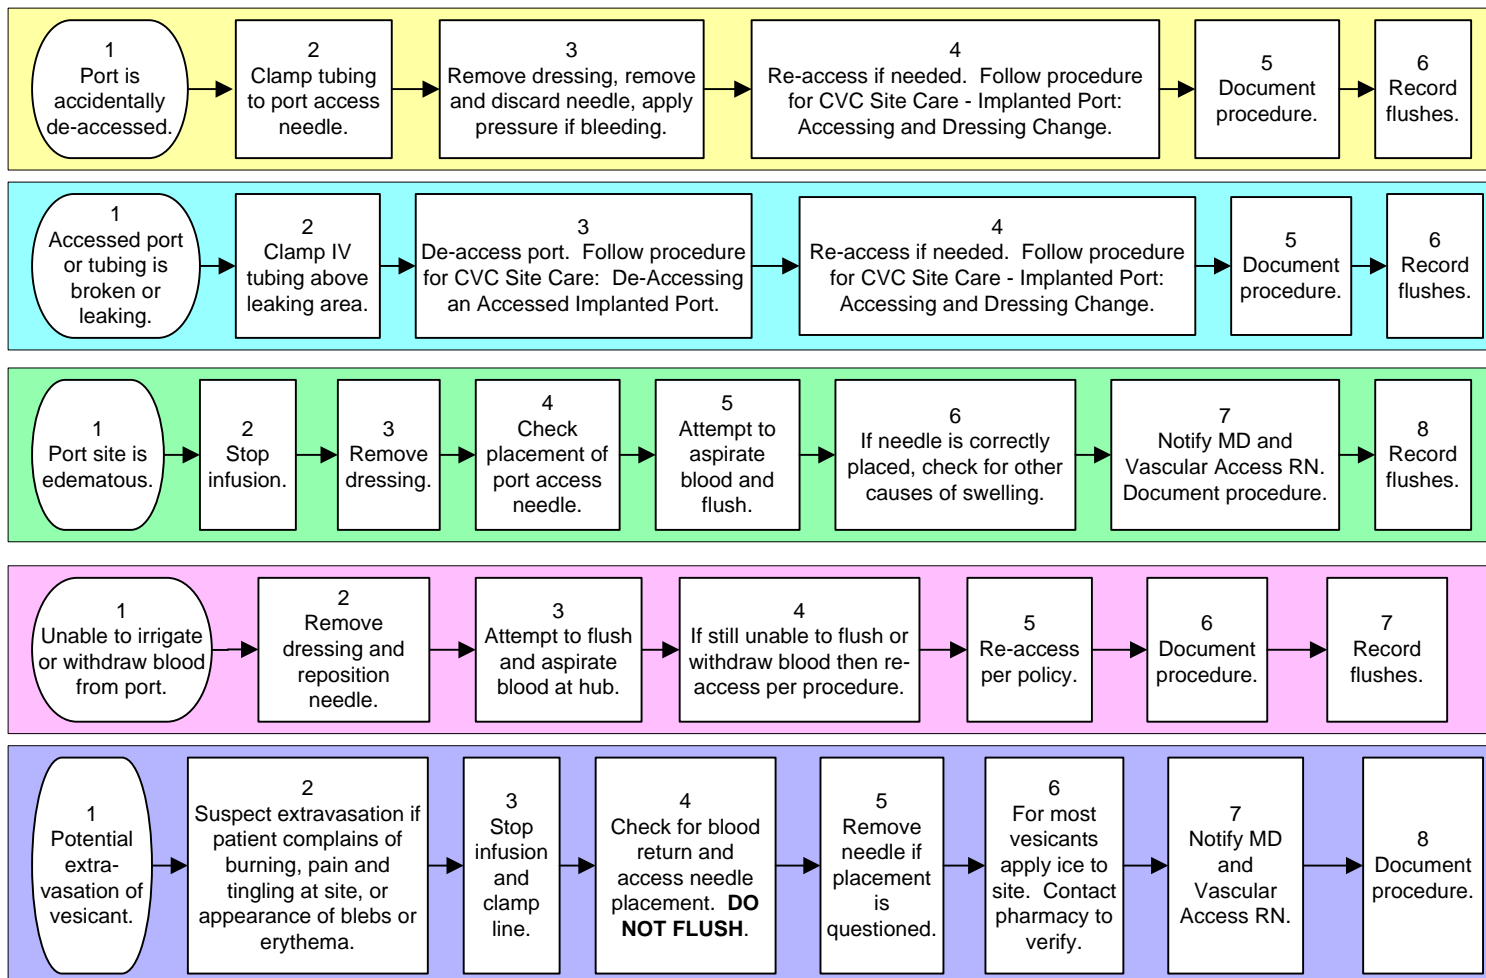 1
Port is
accidentally
de-accessed.
2
Clamp tubing
to port access
needle.
3
Remove dressing, remove
and discard needle, apply
pressure if bleeding.
4
Re-access if needed.  Follow procedure
for CVC Site Care - Implanted Port:
Accessing and Dressing Change.
5
Document
procedure.
6
Record
flushes.
1
Accessed port
or tubing is
broken or
leaking.
2
Clamp IV
tubing above
leaking area.
3
De-access port.  Follow procedure
for CVC Site Care:  De-Accessing
an Accessed Implanted Port.
4
Re-access if needed.  Follow procedure
for CVC Site Care - Implanted Port:
Accessing and Dressing Change.
5
Document
procedure.
6
Record
flushes.
1
Port site is
edematous.
2
Stop
infusion.
3
Remove
dressing.
4
Check
placement of
port access
needle.
5
Attempt to
aspirate
blood and
flush.
6
If needle is correctly
placed, check for other
causes of swelling.
7
Notify MD and
Vascular Access RN.
Document procedure.
8
Record
flushes.
1
Unable to irrigate
or withdraw blood
from port.
2
Remove
dressing and
reposition
needle.
3
Attempt to flush
and aspirate
blood at hub.
4
If still unable to flush or
withdraw blood then re-
access per procedure.
5
Re-access
per policy.
6
Document
procedure.
7
Record
flushes.
1
Potential
extra-
vasation of
vesicant.
2
Suspect extravasation if
patient complains of
burning, pain and
tingling at site, or
appearance of blebs or
erythema.
3
Stop
infusion
and
clamp
line.
4
Check for blood
return and
access needle
placement.  DO
NOT FLUSH.
5
Remove
needle if
placement
is
questioned.
6
For most
vesicants
apply ice to
site.  Contact
pharmacy to
verify.
7
Notify MD
and
Vascular
Access RN.
8
Document
procedure.